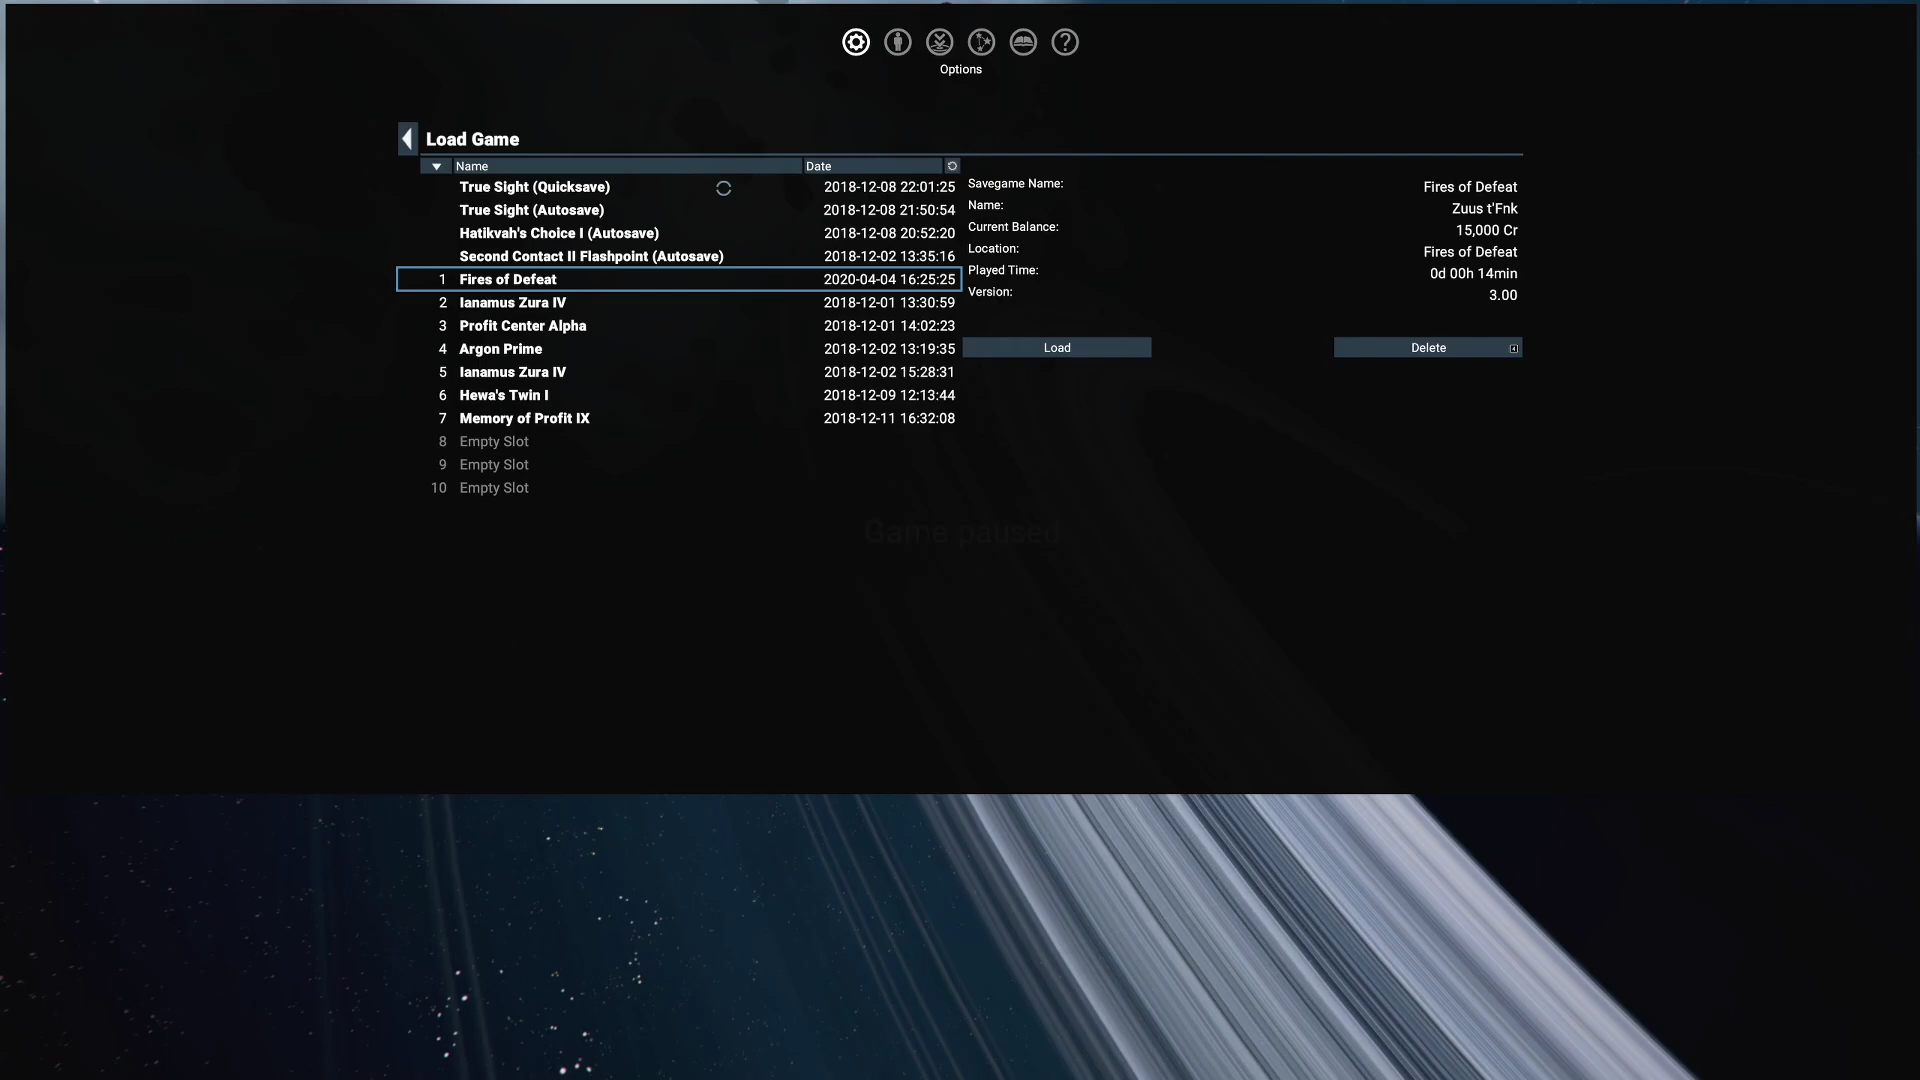 Options
Load Game
Name Date
True Sight (Quicksave) 2018-12-08 22:01:25
True Sight (Autosave) 2018-12-08 21:50:54
Hatikvah's Choice I (Autosave) 2018-12-08 20:52:20
Second Contact II Flashpoint (Autosave) 2018-12-02 13:35:16
1 Fires of Defeat 2020-04-04 16:25:25
2 Ianamus Zura IV 2018-12-01 13:30:59
3 Profit Center Alpha 2018-12-01 14:02:23
4 Argon Prime 2018-12-02 13:19:35
5 Ianamus Zura IV 2018-12-02 15:28:31
6 Hewa's Twin I 2018-12-09 12:13:44
7 Memory of Profit IX 2018-12-11 16:32:08
8 Empty Slot
9 Empty Slot
10 Empty Slot
Savegame Name: Fires of Defeat
Name: Zuus t'Fnk
Current Balance: 15,000 Cr
Location: Fires of Defeat
Played Time: 0d 00h 14min
Version: 3.00
Load Delete
Game paused